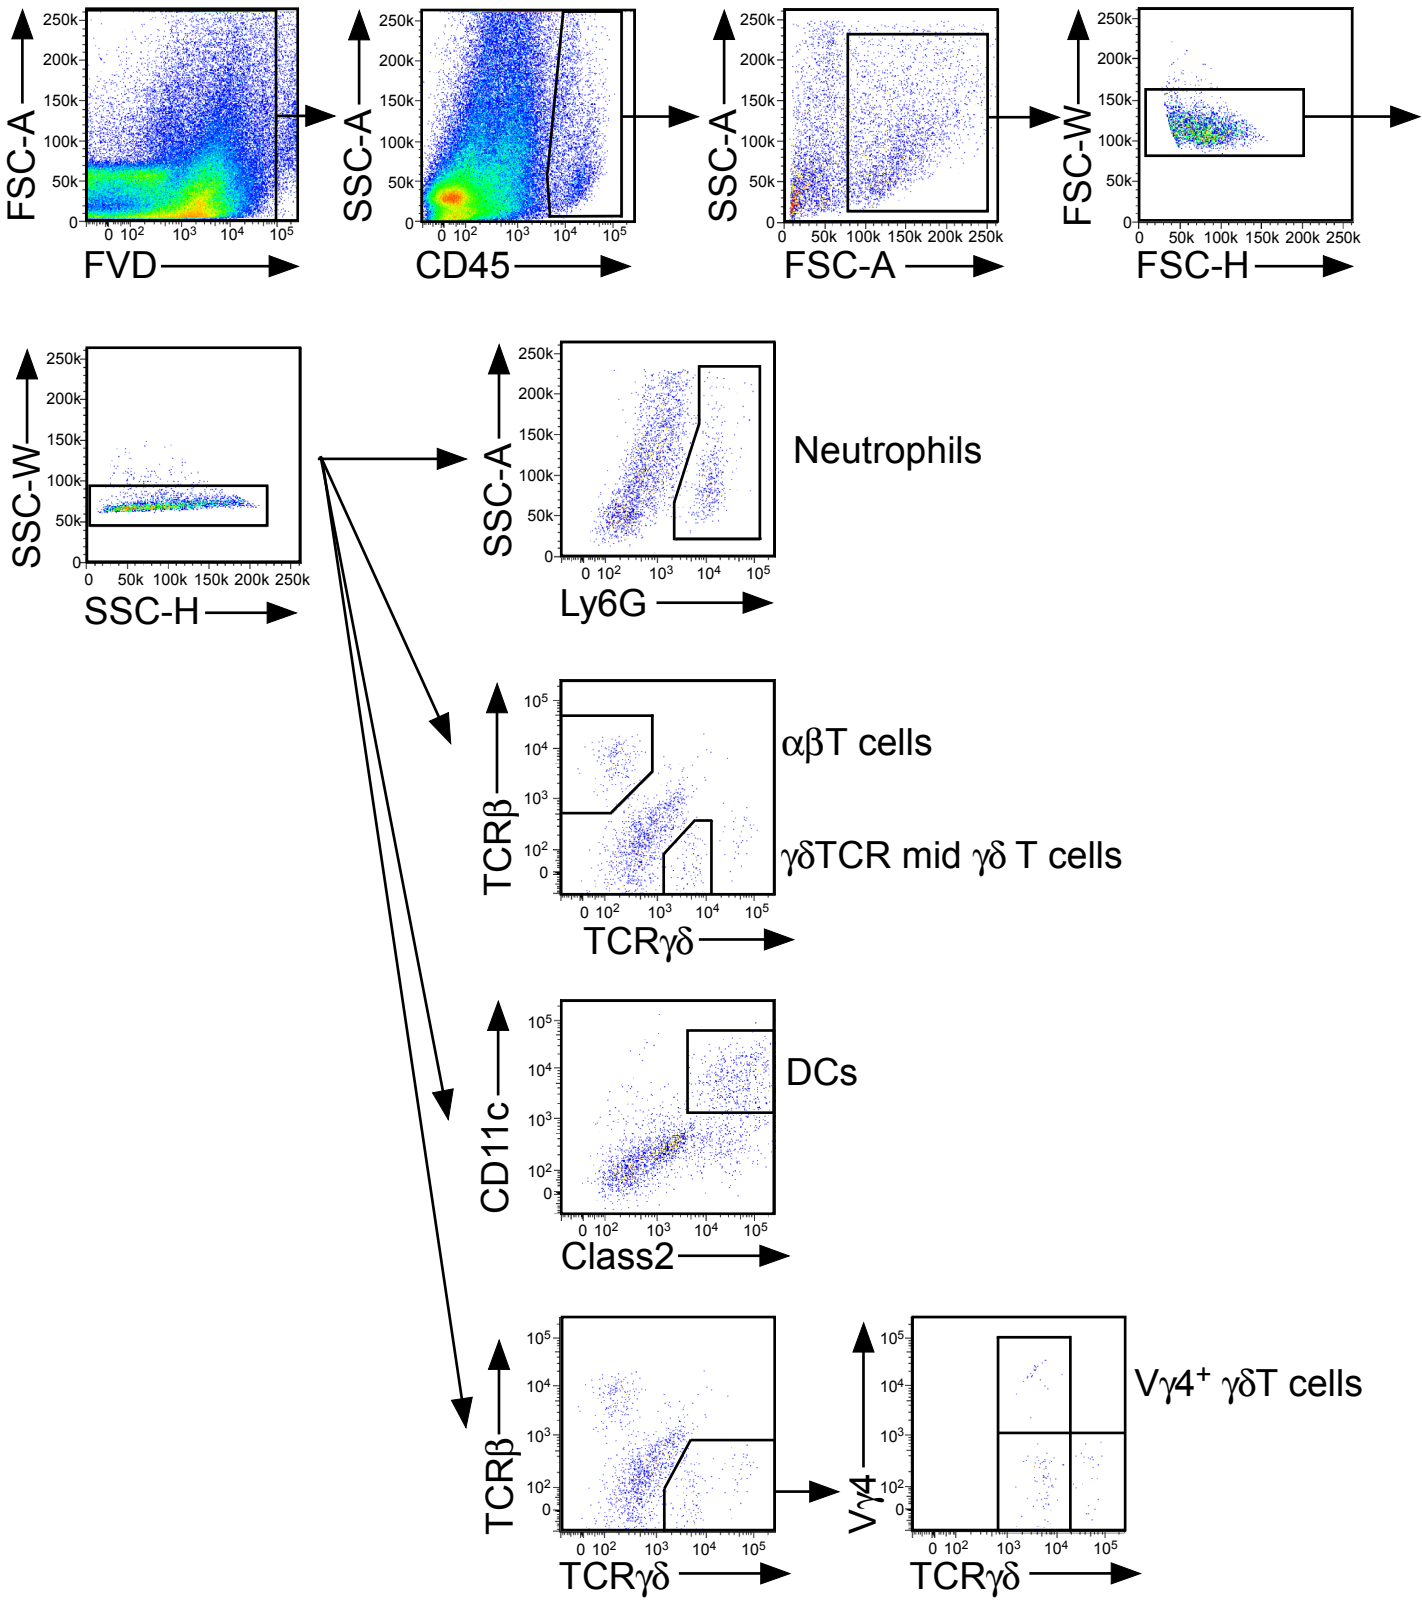 250k 200k 150k 100k 50k 0
FSC-A
0 10² 10³ 10⁴ 10⁵
FVD
250k 200k 150k 100k 50k 0
SSC-A
0 10² 10³ 10⁴ 10⁵
CD45
250k 200k 150k 100k 50k 0
SSC-A
0 50k 100k 150k 200k 250k
FSC-A
250k 200k 150k 100k 50k 0
FSC-W
0 50k 100k 150k 200k 250k
FSC-H
250k 200k 150k 100k 50k 0
SSC-W
0 50k 100k 150k 200k 250k
SSC-H
250k 200k 150k 100k 50k 0
SSC-A
0 10² 10³ 10⁴ 10⁵
Ly6G
Neutrophils
10⁵ 10⁴ 10³ 10² 0
TCRβ
0 10² 10³ 10⁴ 10⁵
TCRγδ
αβT cells
γδTCR mid γδ T cells
10⁵ 10⁴ 10³ 10² 0
CD11c
0 10² 10³ 10⁴ 10⁵
Class2
DCs
10⁵ 10⁴ 10³ 10² 0
TCRβ
0 10² 10³ 10⁴ 10⁵
TCRγδ
10⁵ 10⁴ 10³ 10² 0
Vγ4
0 10² 10³ 10⁴ 10⁵
TCRγδ
Vγ4⁺ γδT cells